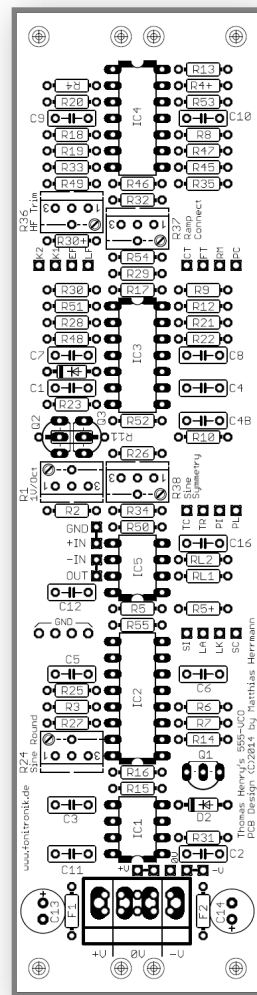 R4 R13
R20 R4+
C9 R53 C10
R18 IC4 R8
R19 R47
R33 R45
R49 R46 R35
R36 HF Trim R32 R37 CT Ramp Connect
R30+
K2 K1 EF LF R54 CT FT RM PC
R29
R30 R17 R9
R51 R12
R28 R21
R48 R22
C7 IC3 C8
C1 C4
R23
Q2 Q3 R52 C4B
R11 R10
R26
R1 1V/Oct R38 Sine Symmetry
R2 R34 TC TR PI PL
GND R50
+IN C16
-IN IC5 RL2
OUT RL1
C12 R5 R5+
GND R55 SI LA LK SC
C5 C6
R25 IC2 R6
R3 R7
R27 R14
R24 Sine Round R16 Q1
R15 D2
C3 IC1 R31
C11 C2
+V 0V -V
C13 F1 F2 C14
+V 0V -V
www.tonitronik.de
Thomas Henry's 555-VCO
PCB Design (C)2014 by Matthias Herrmann